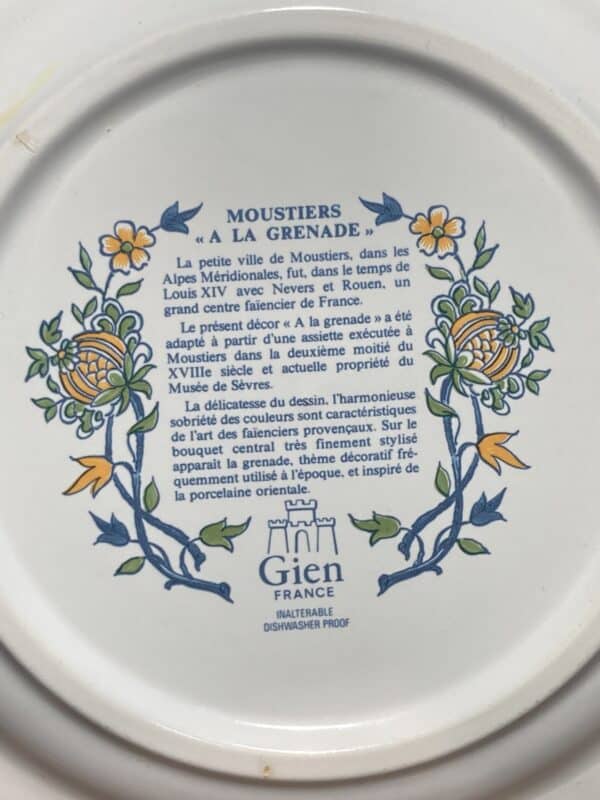 MOUSTIERS
« A LA GRENADE »
La petite ville de Moustiers, dans les
Alpes Méridionales, fut, dans le temps de
Louis XIV avec Nevers et Rouen, un
grand centre faïencier de France.
Le présent décor « A la grenade » a été
adapté à partir d'une assiette exécutée à
Moustiers dans la deuxième moitié du
XVIIIe siècle et actuelle propriété du
Musée de Sèvres.
La délicatesse du dessin, l'harmonieuse
sobriété des couleurs sont caractéristiques
de l'art des faïenciers provençaux. Sur le
bouquet central très finement stylisé
apparait la grenade, thème décoratif fré-
quemment utilisé à l'époque, et inspiré de
la porcelaine orientale.
Gien
FRANCE
INALTERABLE
DISHWASHER PROOF